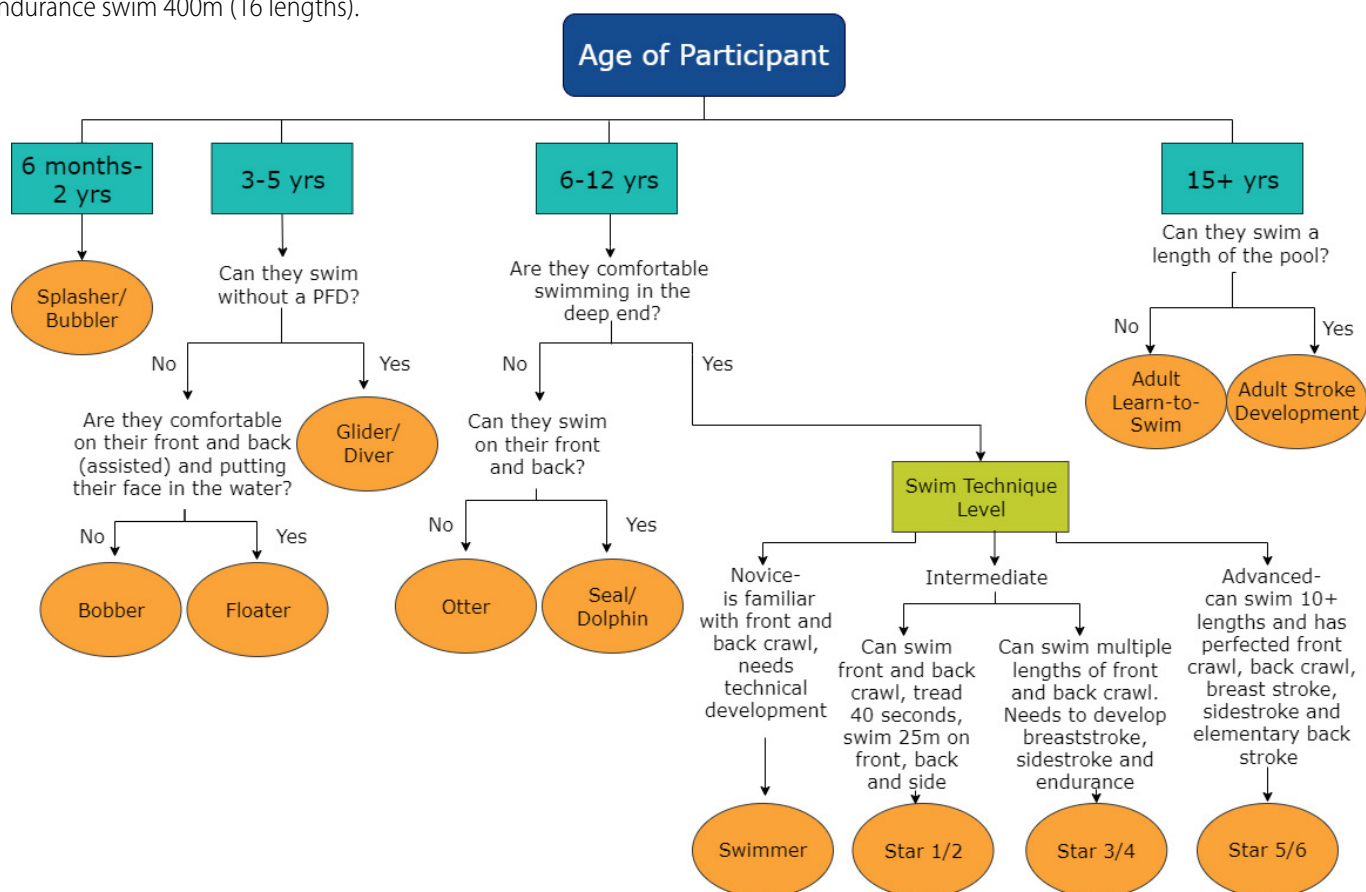 endurance swim 400m (16 lengths).
Age of Participant
6 months-
2 yrs
3-5 yrs
6-12 yrs
15+ yrs
Splasher/
Bubbler
Can they swim
without a PFD?
No
Yes
Are they comfortable
on their front and back
(assisted) and putting
their face in the water?
Glider/
Diver
No
Yes
Bobber
Floater
Are they comfortable
swimming in the
deep end?
No
Yes
Can they swim
on their front
and back?
No
Yes
Otter
Seal/
Dolphin
Swim Technique
Level
Novice-
is familiar
with front and
back crawl,
needs
technical
development
Swimmer
Intermediate
Can swim
front and back
crawl, tread
40 seconds,
swim 25m on
front, back
and side
Star 1/2
Can swim multiple
lengths of front
and back crawl.
Needs to develop
breaststroke,
sidestroke and
endurance
Star 3/4
Advanced-
can swim 10+
lengths and has
perfected front
crawl, back crawl,
breast stroke,
sidestroke and
elementary back
stroke
Star 5/6
Can they swim a
length of the pool?
No
Yes
Adult
Learn-to-
Swim
Adult Stroke
Development